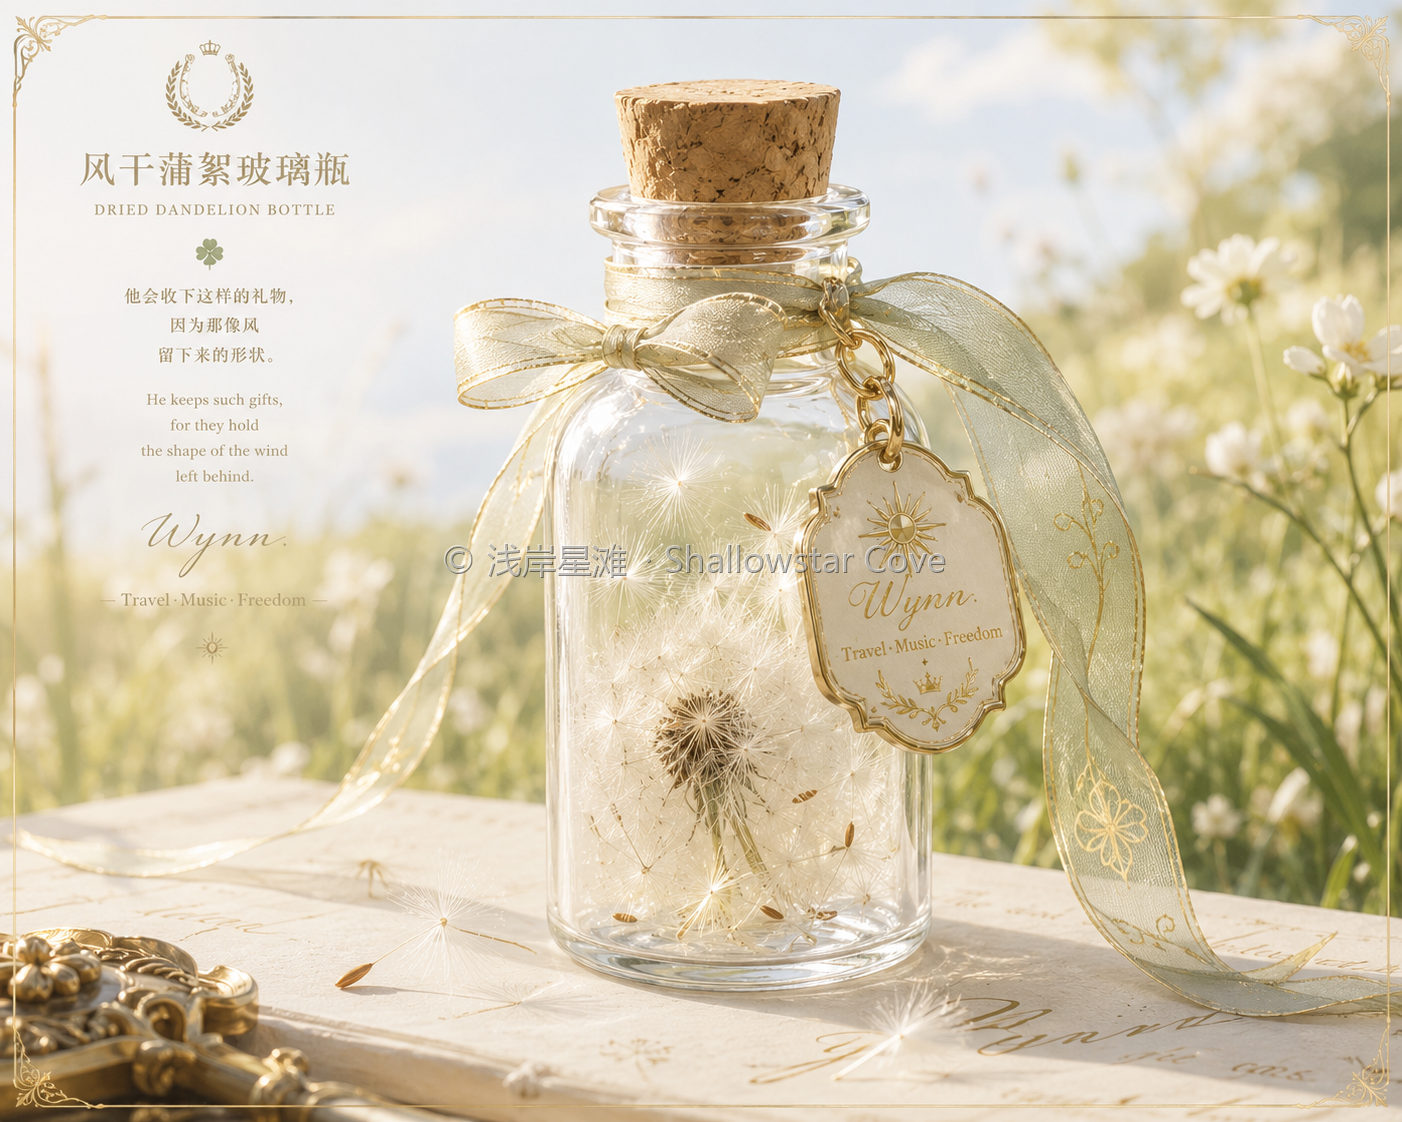 风干蒲絮玻璃瓶
DRIED DANDELION BOTTLE
他会收下这样的礼物，
因为那像风
留下来的形状。
He keeps such gifts,
for they hold
the shape of the wind
left behind.
Wynn.
— Travel · Music · Freedom —
© 浅岸星滩 · Shallowstar Cove
Wynn.
Travel · Music · Freedom